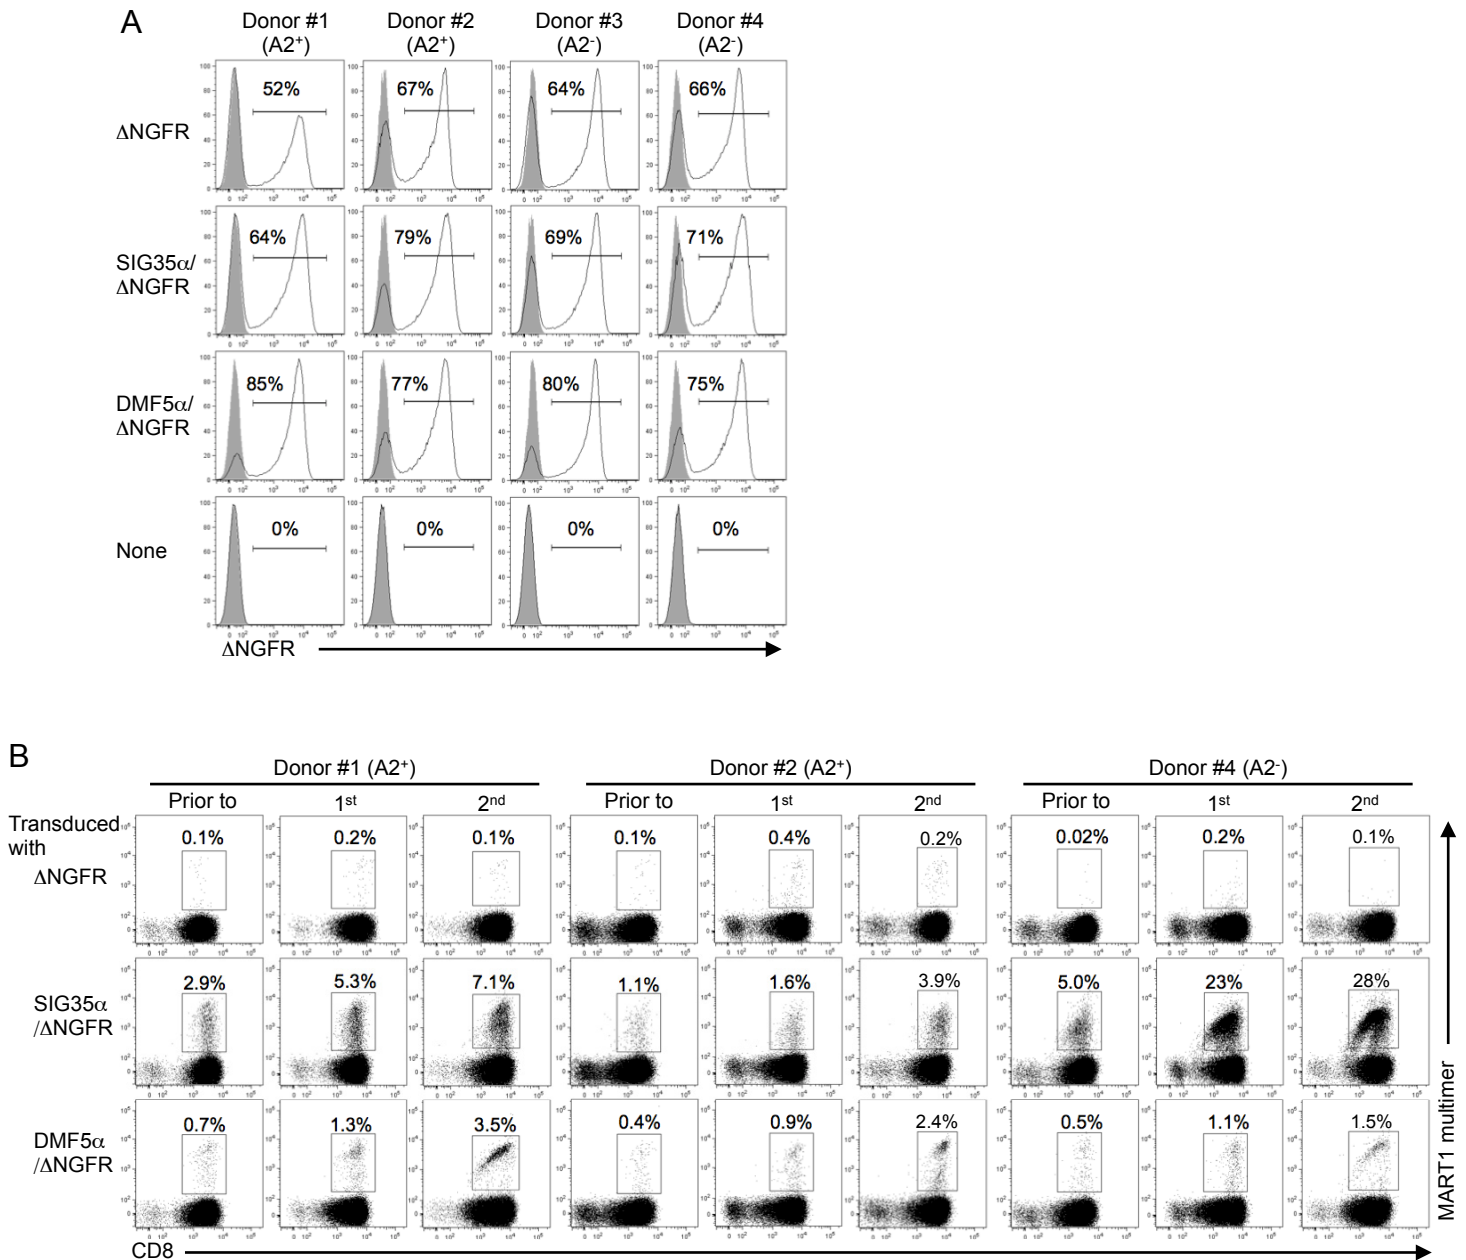 A
Donor #1 Donor #2 Donor #3 Donor #4
(A2+) (A2+) (A2-) (A2-)
ΔNGFR
52% 67% 64% 66%
SIG35α/
ΔNGFR
64% 79% 69% 71%
DMF5α/
ΔNGFR
85% 77% 80% 75%
None
0% 0% 0% 0%
ΔNGFR
B
Donor #1 (A2+) Donor #2 (A2+) Donor #4 (A2-)
Prior to 1st 2nd Prior to 1st 2nd Prior to 1st 2nd
Transduced
with
ΔNGFR
0.1% 0.2% 0.1% 0.1% 0.4% 0.2% 0.02% 0.2% 0.1%
SIG35α
/ΔNGFR
2.9% 5.3% 7.1% 1.1% 1.6% 3.9% 5.0% 23% 28%
DMF5α
/ΔNGFR
0.7% 1.3% 3.5% 0.4% 0.9% 2.4% 0.5% 1.1% 1.5%
MART1 multimer
CD8